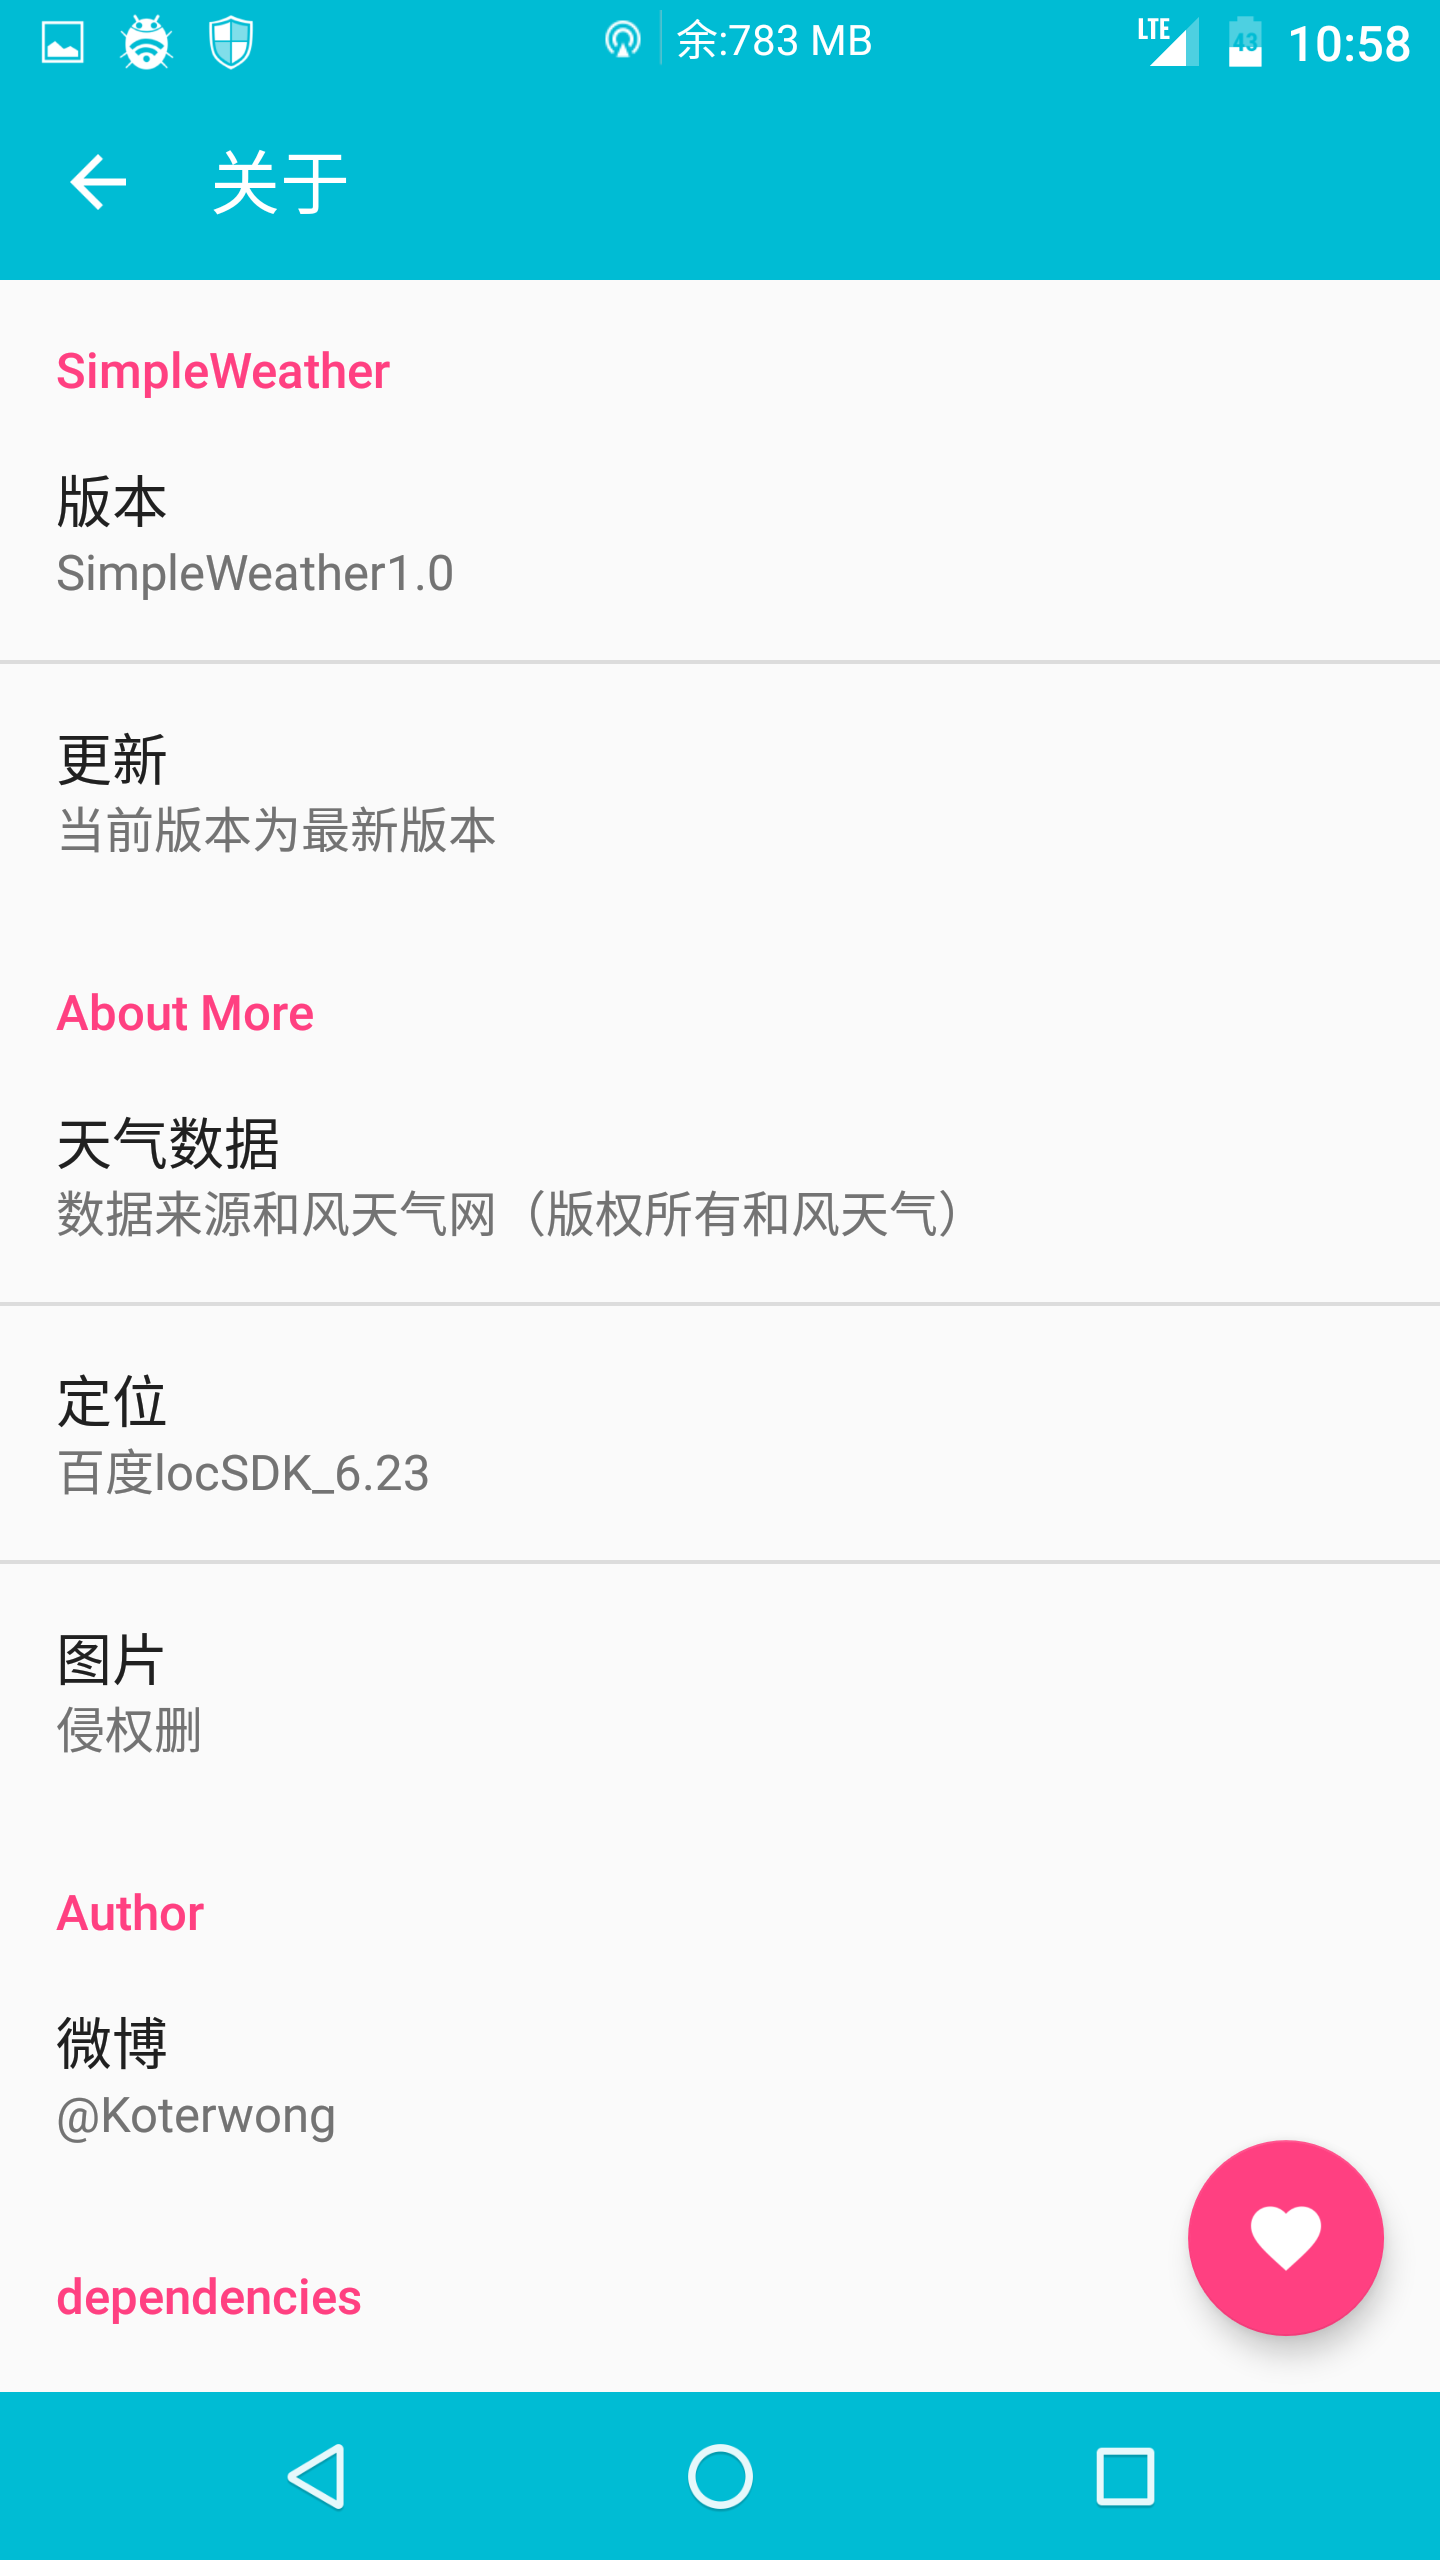 余:783 MB
LTE
43
10:58
关于
SimpleWeather
版本
SimpleWeather1.0
更新
当前版本为最新版本
About More
天气数据
数据来源和风天气网（版权所有和风天气）
定位
百度locSDK_6.23
图片
侵权删
Author
微博
@Koterwong
dependencies